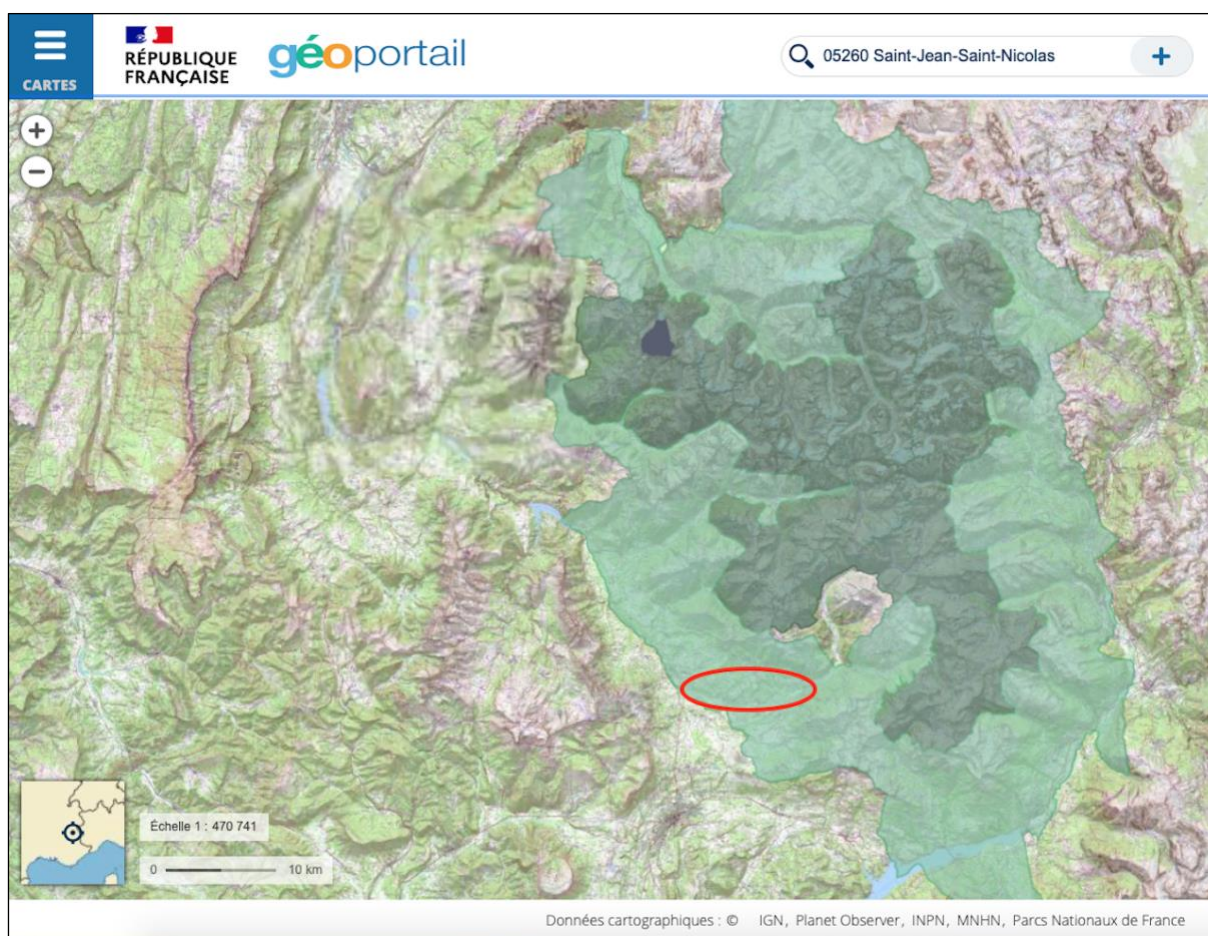 CARTES
RÉPUBLIQUE
FRANÇAISE
géoportail
05260 Saint-Jean-Saint-Nicolas
Échelle 1 : 470 741
0 10 km
Données cartographiques : © IGN, Planet Observer, INPN, MNHN, Parcs Nationaux de France